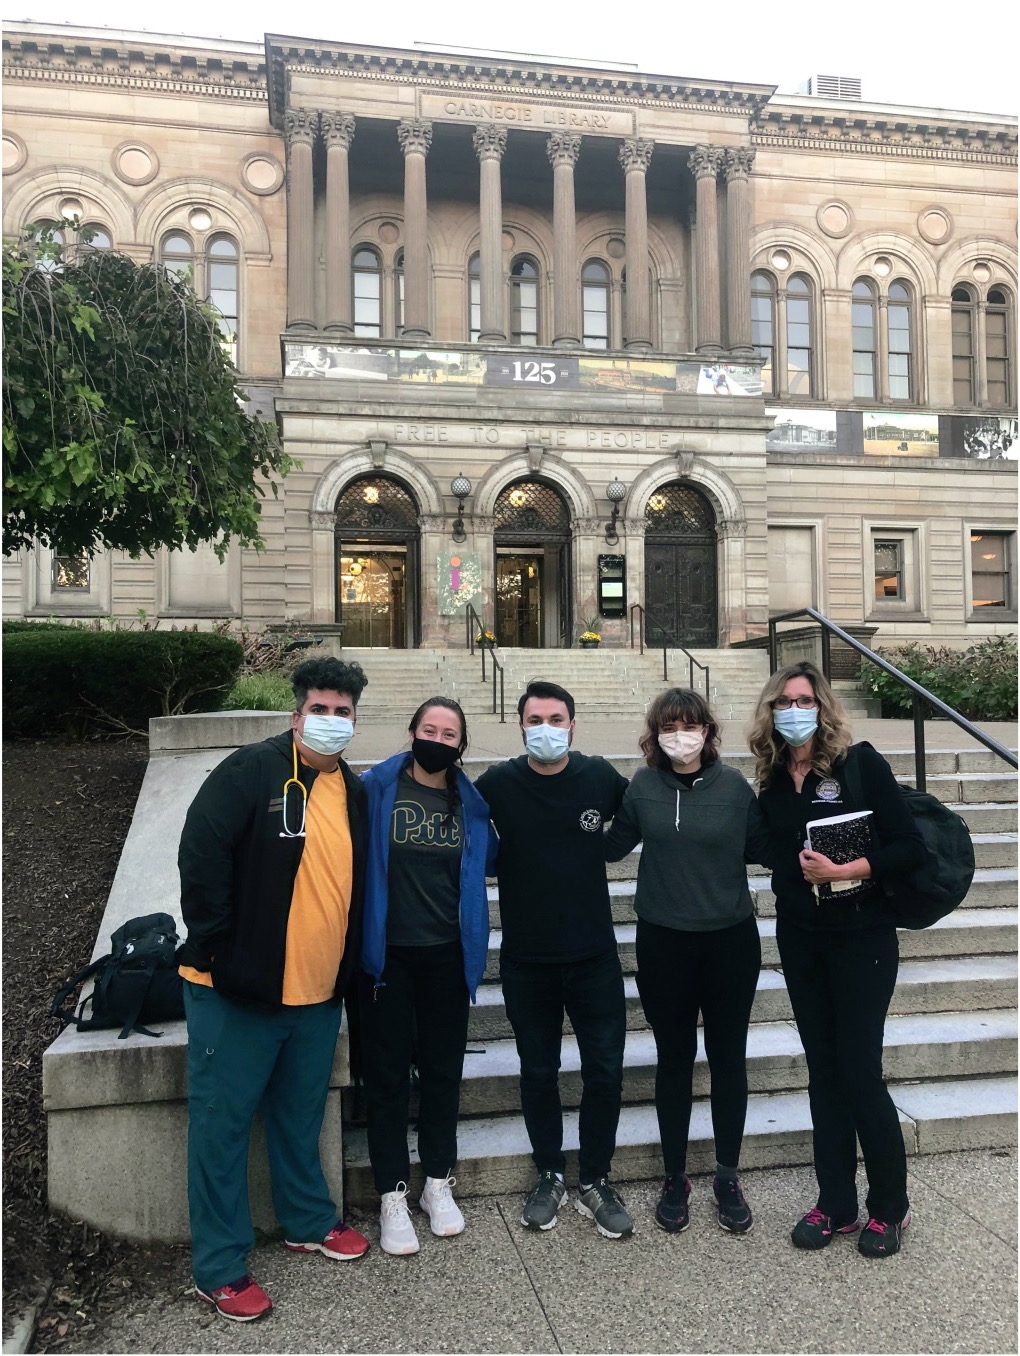 CARNEGIE LIBRARY
125
FREE TO THE PEOPLE
Pitt